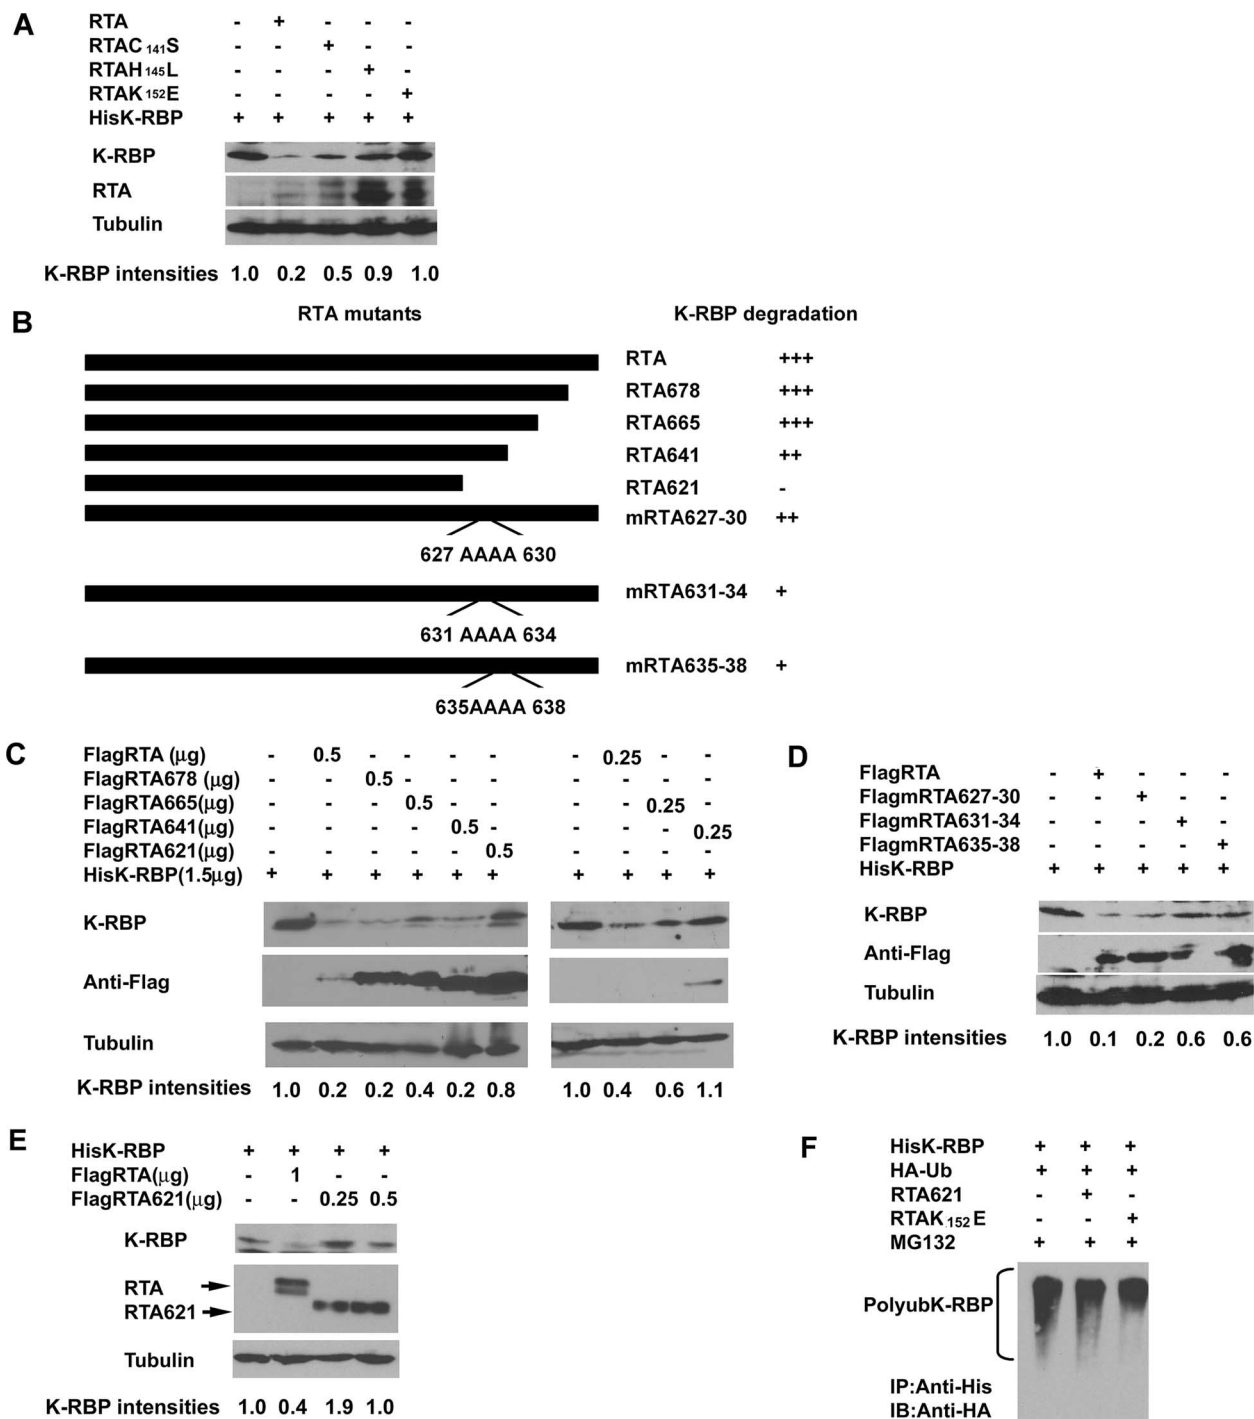 A
RTA - + - - -
RTAC 141 S - - + - -
RTAH 145 L - - - + -
RTAK 152 E - - - - +
HisK-RBP + + + + +
K-RBP
RTA
Tubulin
K-RBP intensities 1.0 0.2 0.5 0.9 1.0
B
RTA mutants K-RBP degradation
RTA +++
RTA678 +++
RTA665 +++
RTA641 ++
RTA621 -
mRTA627-30 ++
627 AAAA 630
mRTA631-34 +
631 AAAA 634
mRTA635-38 +
635AAAA 638
C
FlagRTA (μg) - 0.5 - - - - - 0.25 - -
FlagRTA678 (μg) - - 0.5 - - - - - - -
FlagRTA665(μg) - - - 0.5 - - - - 0.25 -
FlagRTA641(μg) - - - - 0.5 - - - - 0.25
FlagRTA621(μg) - - - - - 0.5 - - - -
HisK-RBP(1.5μg) + + + + + + + + + +
K-RBP
Anti-Flag
Tubulin
K-RBP intensities 1.0 0.2 0.2 0.4 0.2 0.8 1.0 0.4 0.6 1.1
D
FlagRTA - + - - -
FlagmRTA627-30 - - + - -
FlagmRTA631-34 - - - + -
FlagmRTA635-38 - - - - +
HisK-RBP + + + + +
K-RBP
Anti-Flag
Tubulin
K-RBP intensities 1.0 0.1 0.2 0.6 0.6
E
HisK-RBP + + + +
FlagRTA(μg) - 1 - -
FlagRTA621(μg) - - 0.25 0.5
K-RBP
RTA
RTA621
Tubulin
K-RBP intensities 1.0 0.4 1.9 1.0
F
HisK-RBP + + +
HA-Ub + + +
RTA621 - + -
RTAK 152 E - - +
MG132 + + +
PolyubK-RBP
IP:Anti-His
IB:Anti-HA